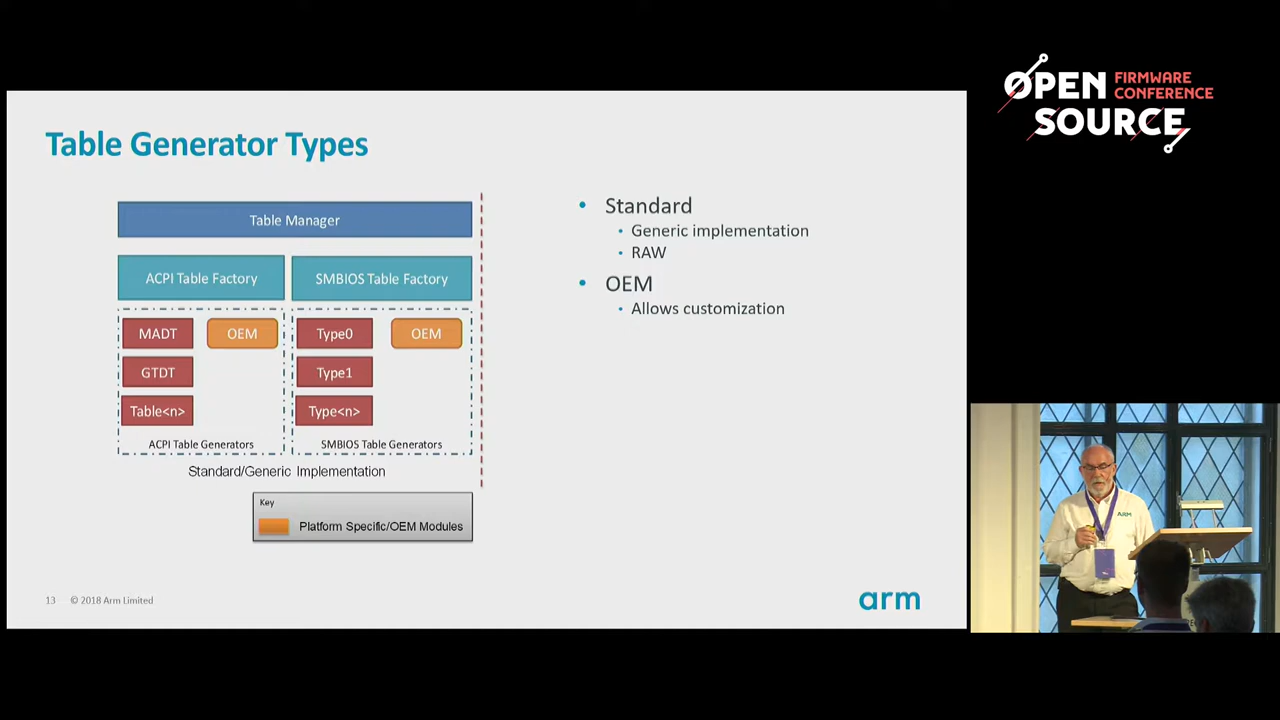 OPEN FIRMWARE
CONFERENCE
SOURCE
Table Generator Types
Table Manager
ACPI Table Factory
SMBIOS Table Factory
MADT
OEM
GTDT
Table<n>
ACPI Table Generators
Type0
OEM
Type1
Type<n>
SMBIOS Table Generators
Standard/Generic Implementation
Key
Platform Specific/OEM Modules
• Standard
• Generic implementation
• RAW
• OEM
• Allows customization
13 © 2018 Arm Limited
arm
ARM